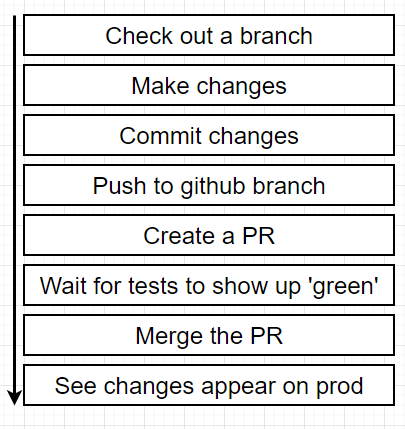 Check out a branch
Make changes
Commit changes
Push to github branch
Create a PR
Wait for tests to show up 'green'
Merge the PR
See changes appear on prod